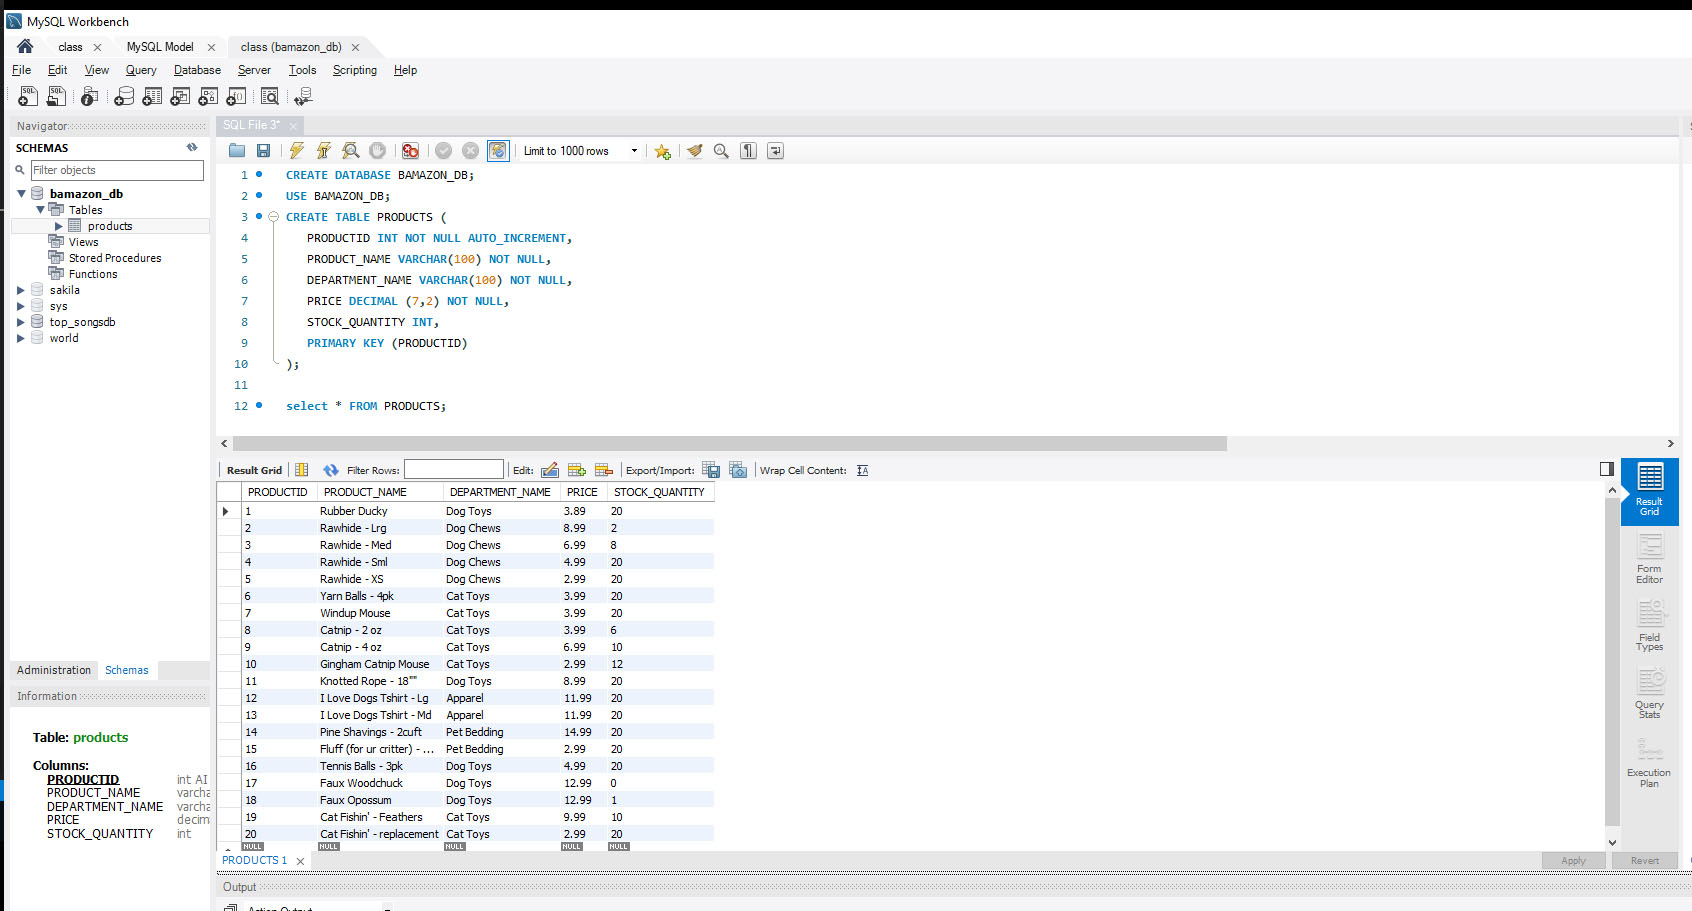 MySQL Workbench
class
MySQL Model
class (bamazon_db)
File Edit View Query Database Server Tools Scripting Help
Navigator
SCHEMAS
Filter objects
bamazon_db
Tables
products
Views
Stored Procedures
Functions
sakila
sys
top_songsdb
world
Administration Schemas
Information
Table: products
Columns:
PRODUCTID int AI
PRODUCT_NAME varcha
DEPARTMENT_NAME varcha
PRICE decim
STOCK_QUANTITY int
SQL File 3*
Limit to 1000 rows
1 CREATE DATABASE BAMAZON_DB;
2 USE BAMAZON_DB;
3 CREATE TABLE PRODUCTS (
4 PRODUCTID INT NOT NULL AUTO_INCREMENT,
5 PRODUCT_NAME VARCHAR(100) NOT NULL,
6 DEPARTMENT_NAME VARCHAR(100) NOT NULL,
7 PRICE DECIMAL (7,2) NOT NULL,
8 STOCK_QUANTITY INT,
9 PRIMARY KEY (PRODUCTID)
10 );
11
12 select * FROM PRODUCTS;
Result Grid Filter Rows: Edit: Export/Import: Wrap Cell Content:
PRODUCTID PRODUCT_NAME DEPARTMENT_NAME PRICE STOCK_QUANTITY
1 Rubber Ducky Dog Toys 3.89 20
2 Rawhide - Lrg Dog Chews 8.99 2
3 Rawhide - Med Dog Chews 6.99 8
4 Rawhide - Sml Dog Chews 4.99 20
5 Rawhide - XS Dog Chews 2.99 20
6 Yarn Balls - 4pk Cat Toys 3.99 20
7 Windup Mouse Cat Toys 3.99 20
8 Catnip - 2 oz Cat Toys 3.99 6
9 Catnip - 4 oz Cat Toys 6.99 10
10 Gingham Catnip Mouse Cat Toys 2.99 12
11 Knotted Rope - 18"" Dog Toys 8.99 20
12 I Love Dogs Tshirt - Lg Apparel 11.99 20
13 I Love Dogs Tshirt - Md Apparel 11.99 20
14 Pine Shavings - 2cuft Pet Bedding 14.99 20
15 Fluff (for ur critter) - ... Pet Bedding 2.99 20
16 Tennis Balls - 3pk Dog Toys 4.99 20
17 Faux Woodchuck Dog Toys 12.99 0
18 Faux Opossum Dog Toys 12.99 1
19 Cat Fishin' - Feathers Cat Toys 9.99 10
20 Cat Fishin' - replacement Cat Toys 2.99 20
NULL NULL NULL NULL NULL
Result
Grid
Form
Editor
Field
Types
Query
Stats
Execution
Plan
PRODUCTS 1
Apply Revert
Output
Action Output